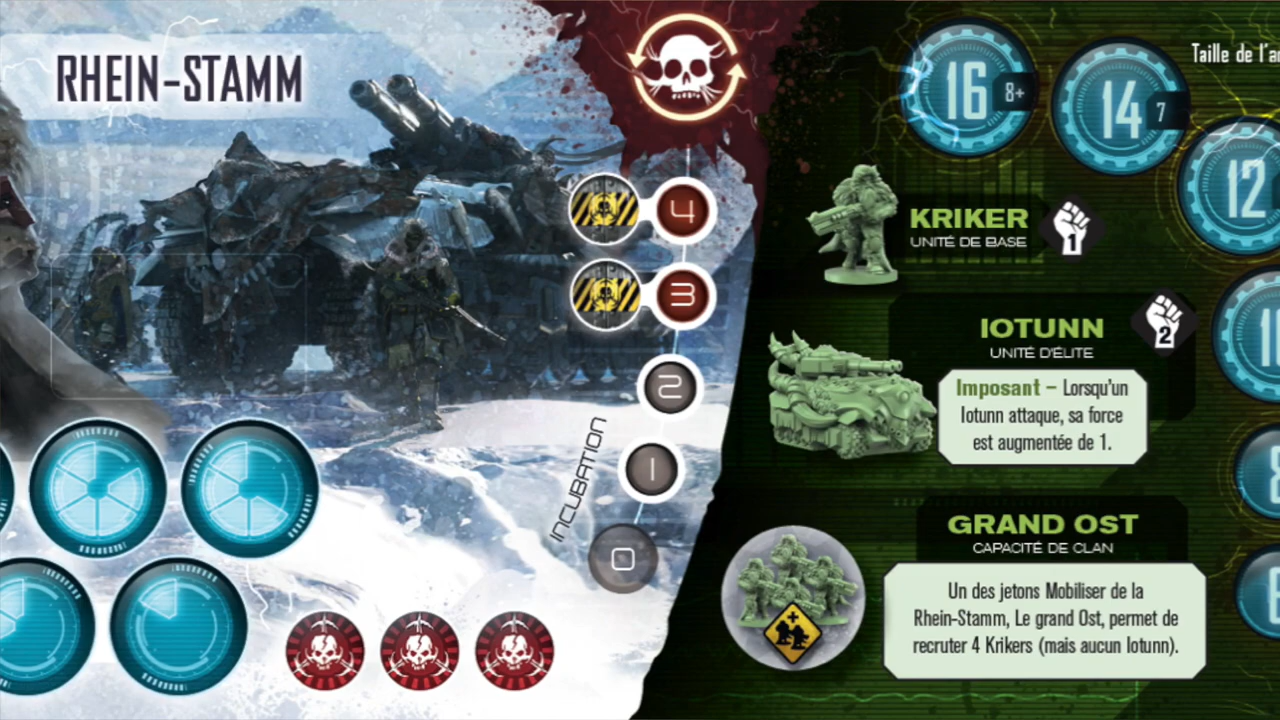 RHEIN-STAMM
4
3
2
1
0
INCUBATION
16 8+
14 7
12
Taille de l'a
KRIKER
UNITÉ DE BASE
1
IOTUNN
UNITÉ D'ÉLITE
2
Imposant – Lorsqu'un
Iotunn attaque, sa force
est augmentée de 1.
GRAND OST
CAPACITÉ DE CLAN
Un des jetons Mobiliser de la
Rhein-Stamm, Le grand Ost, permet de
recruter 4 Krikers (mais aucun Iotunn).